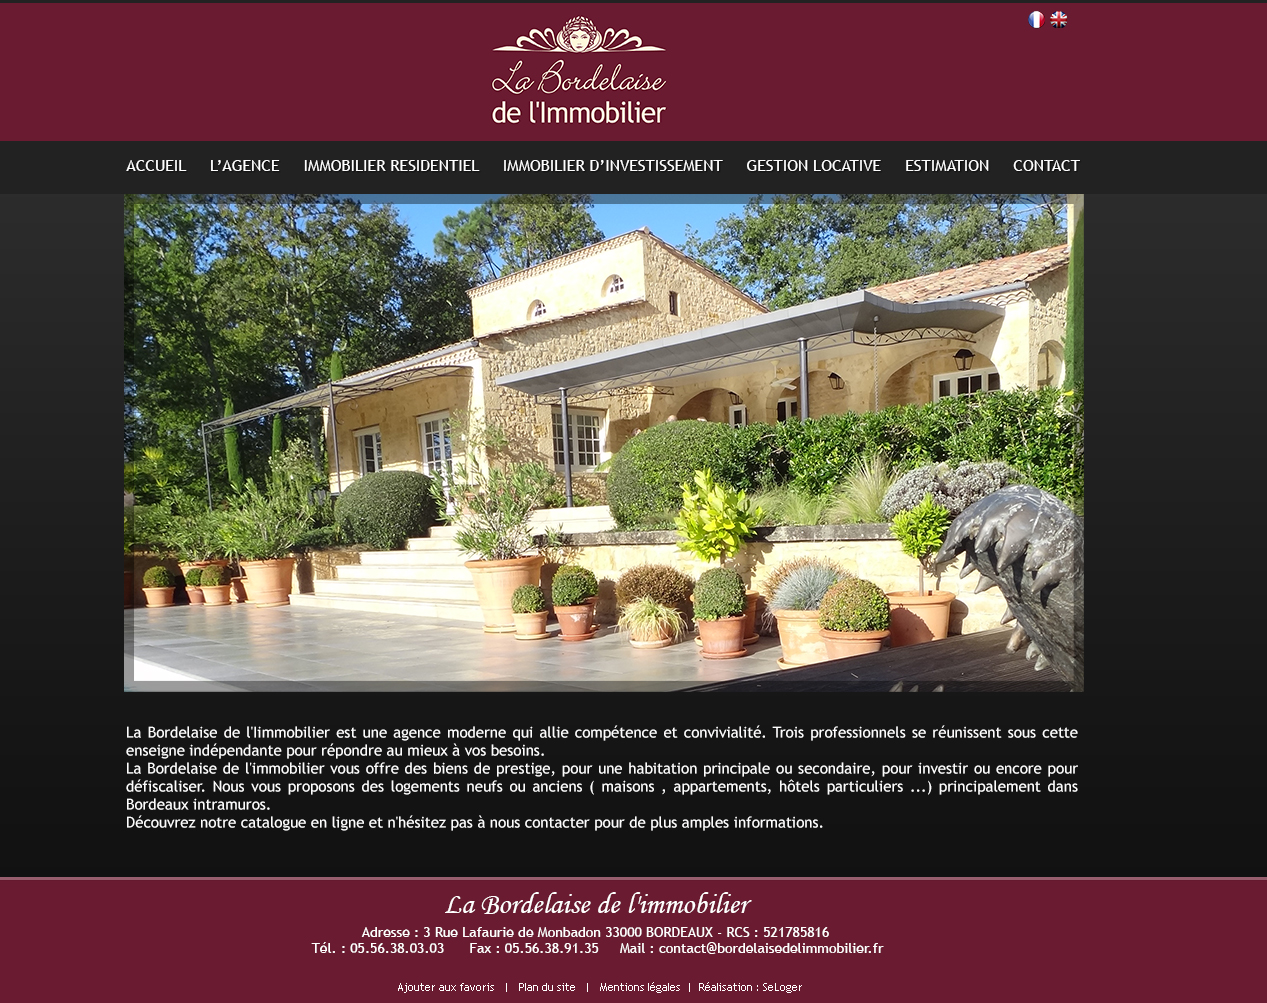 La Bordelaise
de l'Immobilier
ACCUEIL L’AGENCE IMMOBILIER RESIDENTIEL IMMOBILIER D’INVESTISSEMENT GESTION LOCATIVE ESTIMATION CONTACT
La Bordelaise de l'Iimmobilier est une agence moderne qui allie compétence et convivialité. Trois professionnels se réunissent sous cette
enseigne indépendante pour répondre au mieux à vos besoins.
La Bordelaise de l'immobilier vous offre des biens de prestige, pour une habitation principale ou secondaire, pour investir ou encore pour
défiscaliser. Nous vous proposons des logements neufs ou anciens ( maisons , appartements, hôtels particuliers ...) principalement dans
Bordeaux intramuros.
Découvrez notre catalogue en ligne et n'hésitez pas à nous contacter pour de plus amples informations.
La Bordelaise de l'immobilier
Adresse : 3 Rue Lafaurie de Monbadon 33000 BORDEAUX - RCS : 521785816
Tél. : 05.56.38.03.03 Fax : 05.56.38.91.35 Mail : contact@bordelaisedelimmobilier.fr
Ajouter aux favoris | Plan du site | Mentions légales | Réalisation : SeLoger